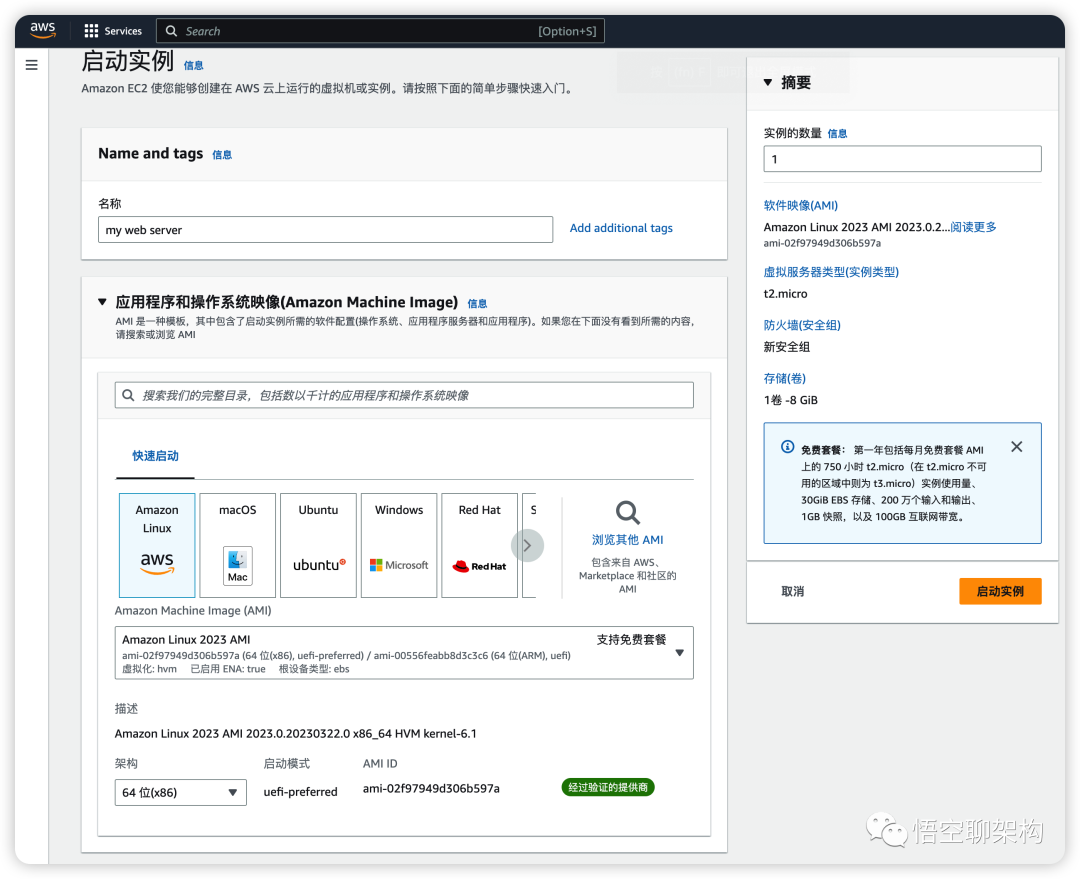 aws
Services
Search
[Option+S]
启动实例 信息
Amazon EC2 使您能够创建在 AWS 云上运行的虚拟机或实例。请按照下面的简单步骤快速入门。
Name and tags 信息
名称
my web server
Add additional tags
应用程序和操作系统映像(Amazon Machine Image) 信息
AMI 是一种模板，其中包含了启动实例所需的软件配置(操作系统、应用程序服务器和应用程序)。如果您在下面没有看到所需的内容，
请搜索或浏览 AMI
搜索我们的完整目录，包括数以千计的应用程序和操作系统映像
快速启动
Amazon
Linux
aws
macOS
Mac
Ubuntu
ubuntu
Windows
Microsoft
Red Hat
Red Hat
S
浏览其他 AMI
包含来自 AWS、
Marketplace 和社区的
AMI
Amazon Machine Image (AMI)
Amazon Linux 2023 AMI
支持免费套餐
ami-02f97949d306b597a (64 位(x86), uefi-preferred) / ami-00556feabb8d3c3c6 (64 位(ARM), uefi)
虚拟化: hvm 已启用 ENA: true 根设备类型: ebs
描述
Amazon Linux 2023 AMI 2023.0.20230322.0 x86_64 HVM kernel-6.1
架构
启动模式
AMI ID
64 位(x86)
uefi-preferred
ami-02f97949d306b597a
经过验证的提供商
摘要
实例的数量 信息
1
软件映像(AMI)
Amazon Linux 2023 AMI 2023.0.2...阅读更多
ami-02f97949d306b597a
虚拟服务器类型(实例类型)
t2.micro
防火墙(安全组)
新安全组
存储(卷)
1卷 -8 GiB
免费套餐： 第一年包括每月免费套餐 AMI
上的 750 小时 t2.micro（在 t2.micro 不可
用的区域中则为 t3.micro）实例使用量、
30GiB EBS 存储、200 万个输入和输出、
1GB 快照，以及 100GB 互联网带宽。
取消
启动实例
悟空聊架构